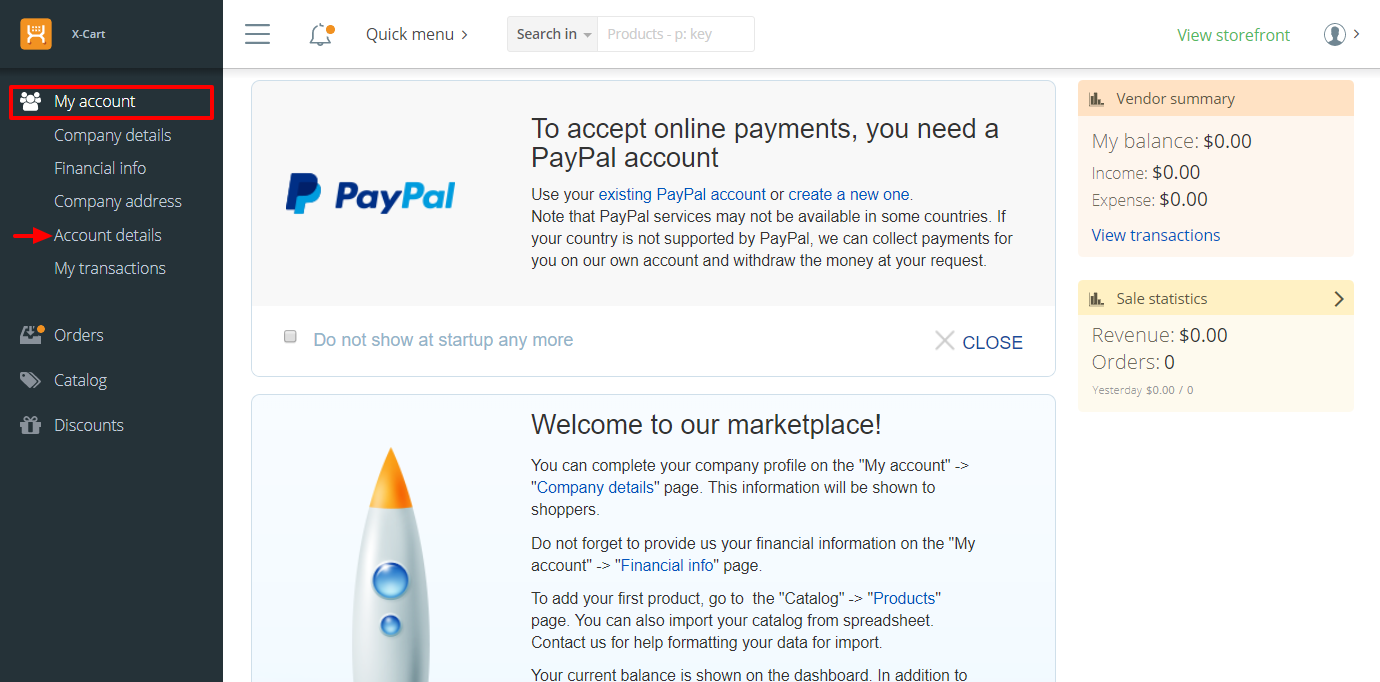 X-Cart
Quick menu
Search in
Products - p: key
View storefront
My account
Company details
Financial info
Company address
Account details
My transactions
Orders
Catalog
Discounts
PayPal
To accept online payments, you need a
PayPal account
Use your existing PayPal account or create a new one.
Note that PayPal services may not be available in some countries. If
your country is not supported by PayPal, we can collect payments for
you on our own account and withdraw the money at your request.
Do not show at startup any more
CLOSE
Welcome to our marketplace!
You can complete your company profile on the "My account" ->
"Company details" page. This information will be shown to
shoppers.
Do not forget to provide us your financial information on the "My
account" -> "Financial info" page.
To add your first product, go to  the "Catalog" -> "Products"
page. You can also import your catalog from spreadsheet.
Contact us for help formatting your data for import.
Your current balance is shown on the dashboard. In addition to
Vendor summary
My balance: $0.00
Income: $0.00
Expense: $0.00
View transactions
Sale statistics
Revenue: $0.00
Orders: 0
Yesterday $0.00 / 0